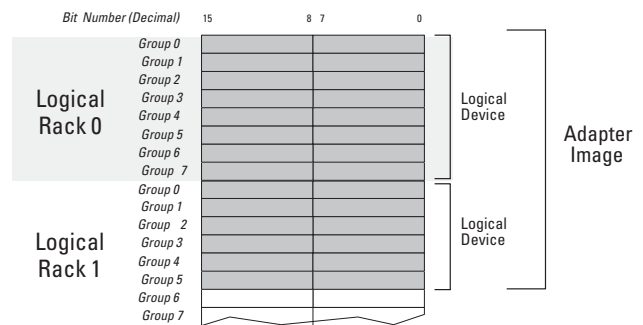 Bit Number (Decimal) 15 8 7 0
Group 0
Group 1
Group 2
Group 3
Group 4
Group 5
Group 6
Group 7
Logical
Rack 0
Logical
Device
Group 0
Group 1
Group 2
Group 3
Group 4
Group 5
Group 6
Group 7
Logical
Rack 1
Logical
Device
Adapter
Image